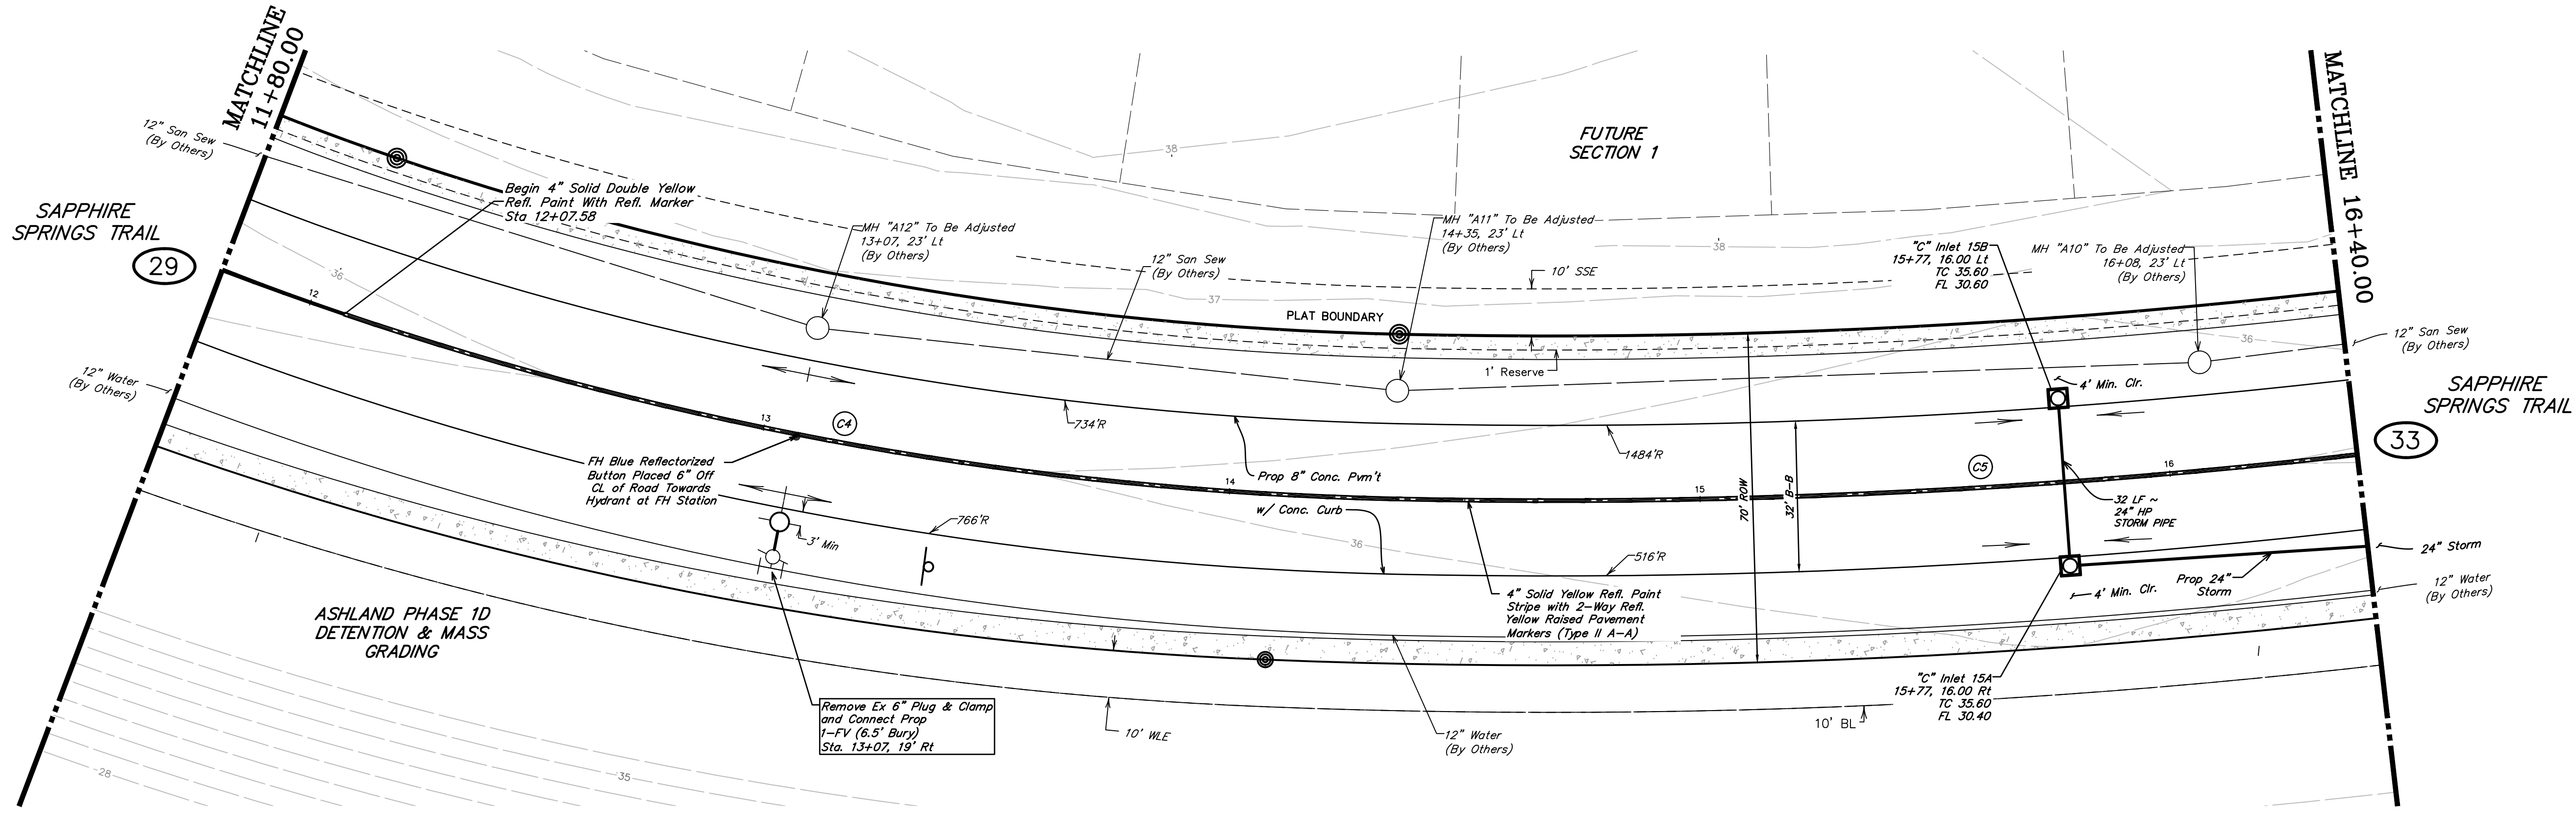 MATCHLINE
11+80.00
12" San Sew
(By Others)
SAPPHIRE
SPRINGS TRAIL
29
12" Water
(By Others)
36
12
Begin 4" Solid Double Yellow
Refl. Paint With Refl. Marker
Sta 12+07.58
MH "A12" To Be Adjusted
13+07, 23' Lt
(By Others)
12" San Sew
(By Others)
38
FUTURE
SECTION 1
MH "A11" To Be Adjusted
14+35, 23' Lt
(By Others)
10' SSE
37
PLAT BOUNDARY
1' Reserve
38
"C" Inlet 15B
15+77, 16.00 Lt
TC 35.60
FL 30.60
MH "A10" To Be Adjusted
16+08, 23' Lt
(By Others)
MATCHLINE 16+40.00
36
12" San Sew
(By Others)
4' Min. Clr.
SAPPHIRE
SPRINGS TRAIL
33
13
C4
734'R
Prop 8" Conc. Pvm't
1484'R
FH Blue Reflectorized
Button Placed 6" Off
CL of Road Towards
Hydrant at FH Station
14
w/ Conc. Curb
15
70' ROW
32' B-B
C5
16
32 LF ~
24" HP
STORM PIPE
3' Min
766'R
36
516'R
4" Solid Yellow Refl. Paint
Stripe with 2-Way Refl.
Yellow Raised Pavement
Markers (Type II A-A)
4' Min. Clr.
Prop 24"
Storm
24" Storm
12" Water
(By Others)
ASHLAND PHASE 1D
DETENTION & MASS
GRADING
Remove Ex 6" Plug & Clamp
and Connect Prop
1-FV (6.5' Bury)
Sta. 13+07, 19' Rt
10' WLE
12" Water
(By Others)
"C" Inlet 15A
15+77, 16.00 Rt
TC 35.60
FL 30.40
10' BL
28
35